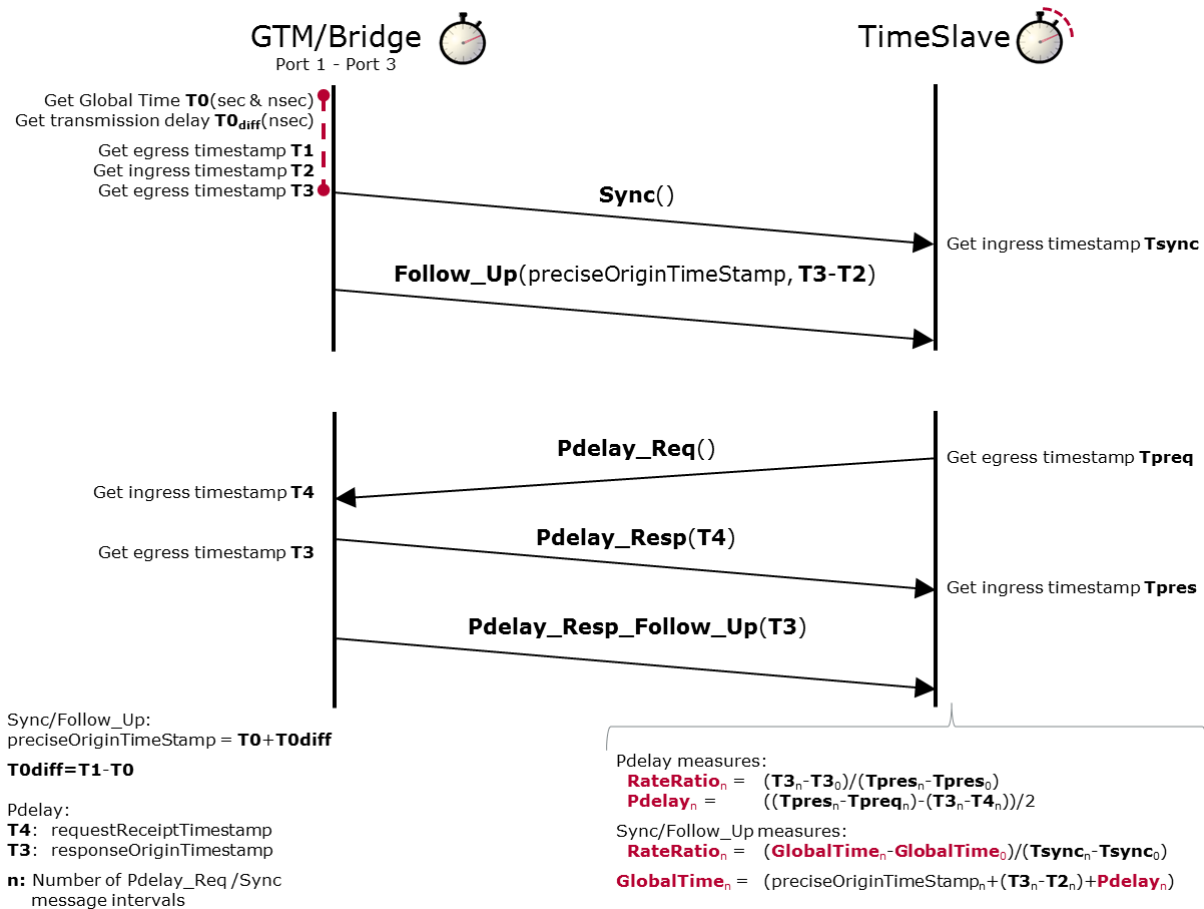 GTM/Bridge
Port 1 - Port 3
TimeSlave
Get Global Time T0(sec & nsec)
Get transmission delay T0diff(nsec)
Get egress timestamp T1
Get ingress timestamp T2
Get egress timestamp T3
Sync()
Get ingress timestamp Tsync
Follow_Up(preciseOriginTimeStamp, T3-T2)
Pdelay_Req()
Get egress timestamp Tpreq
Get ingress timestamp T4
Pdelay_Resp(T4)
Get egress timestamp T3
Get ingress timestamp Tpres
Pdelay_Resp_Follow_Up(T3)
Sync/Follow_Up:
preciseOriginTimeStamp = T0+T0diff
T0diff=T1-T0
Pdelay:
T4: requestReceiptTimestamp
T3: responseOriginTimestamp
n: Number of Pdelay_Req /Sync
message intervals
Pdelay measures:
RateRation = (T3n-T30)/(Tpresn-Tpres0)
Pdelayn = ((Tpresn-Tpreqn)-(T3n-T4n))/2
Sync/Follow_Up measures:
RateRation = (GlobalTimen-GlobalTime0)/(Tsyncn-Tsync0)
GlobalTimen = (preciseOriginTimeStampn+(T3n-T2n)+Pdelayn)